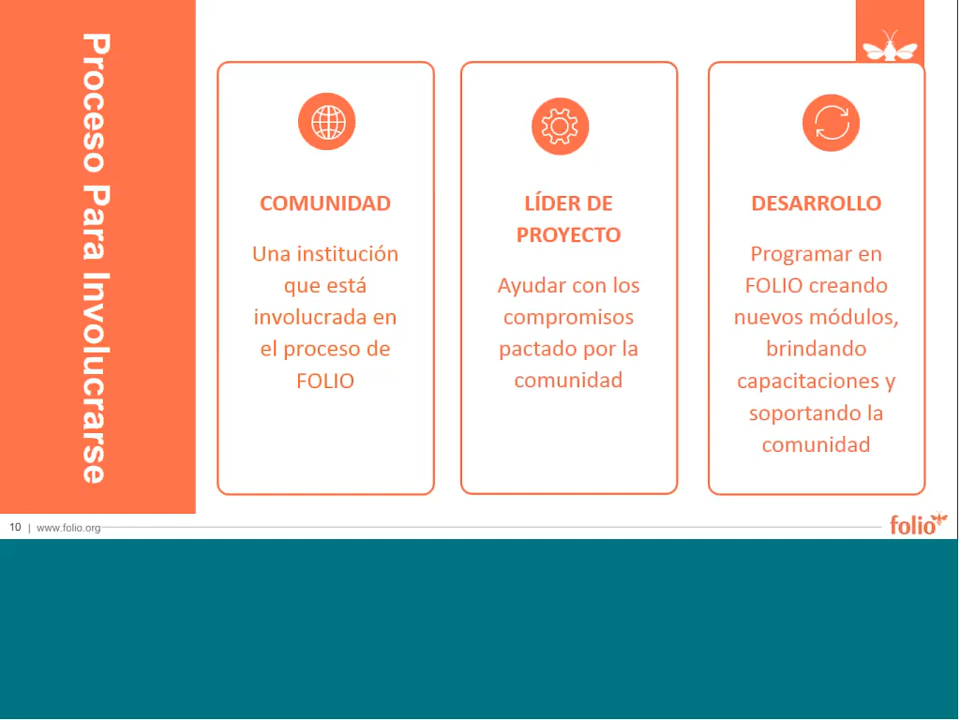 Proceso Para Involucrarse
COMUNIDAD
Una institución
que está
involucrada en
el proceso de
FOLIO
LÍDER DE
PROYECTO
Ayudar con los
compromisos
pactado por la
comunidad
DESARROLLO
Programar en
FOLIO creando
nuevos módulos,
brindando
capacitaciones y
soportando la
comunidad
10 | www.folio.org
folio